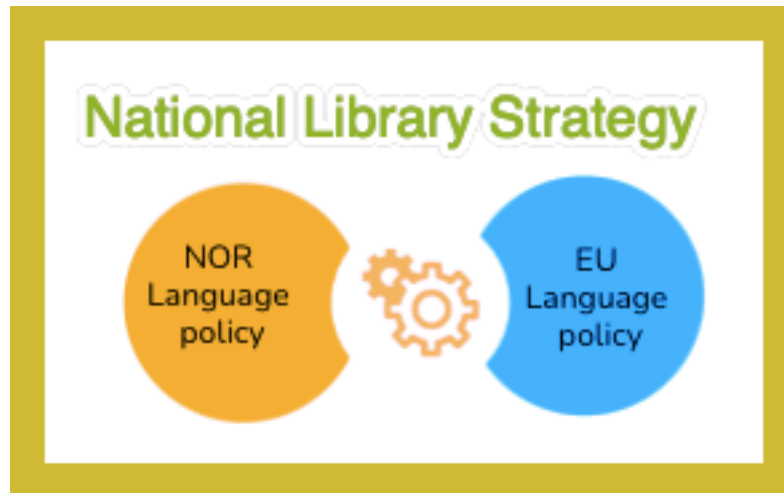 National Library Strategy
NOR
Language
policy
EU
Language
policy